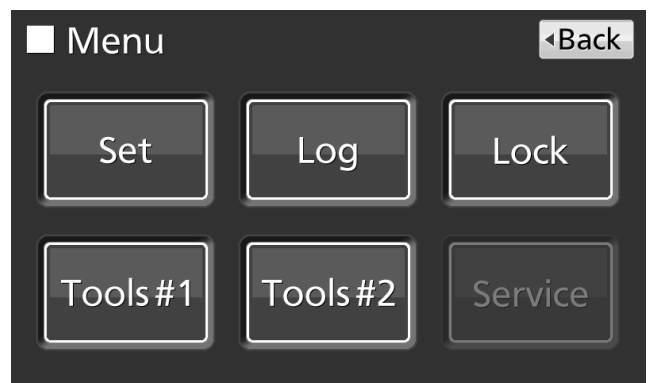 Menu
◂Back
Set
Log
Lock
Tools #1
Tools #2
Service